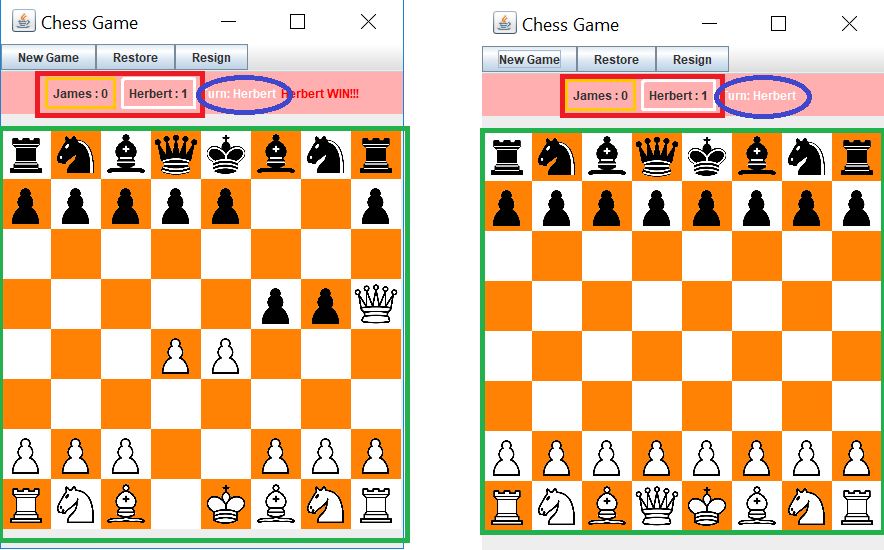 Chess Game
New Game Restore Resign
James : 0 Herbert : 1 urn: Herbert Herbert WIN!!!
Chess Game
New Game Restore Resign
James : 0 Herbert : 1 urn: Herbert